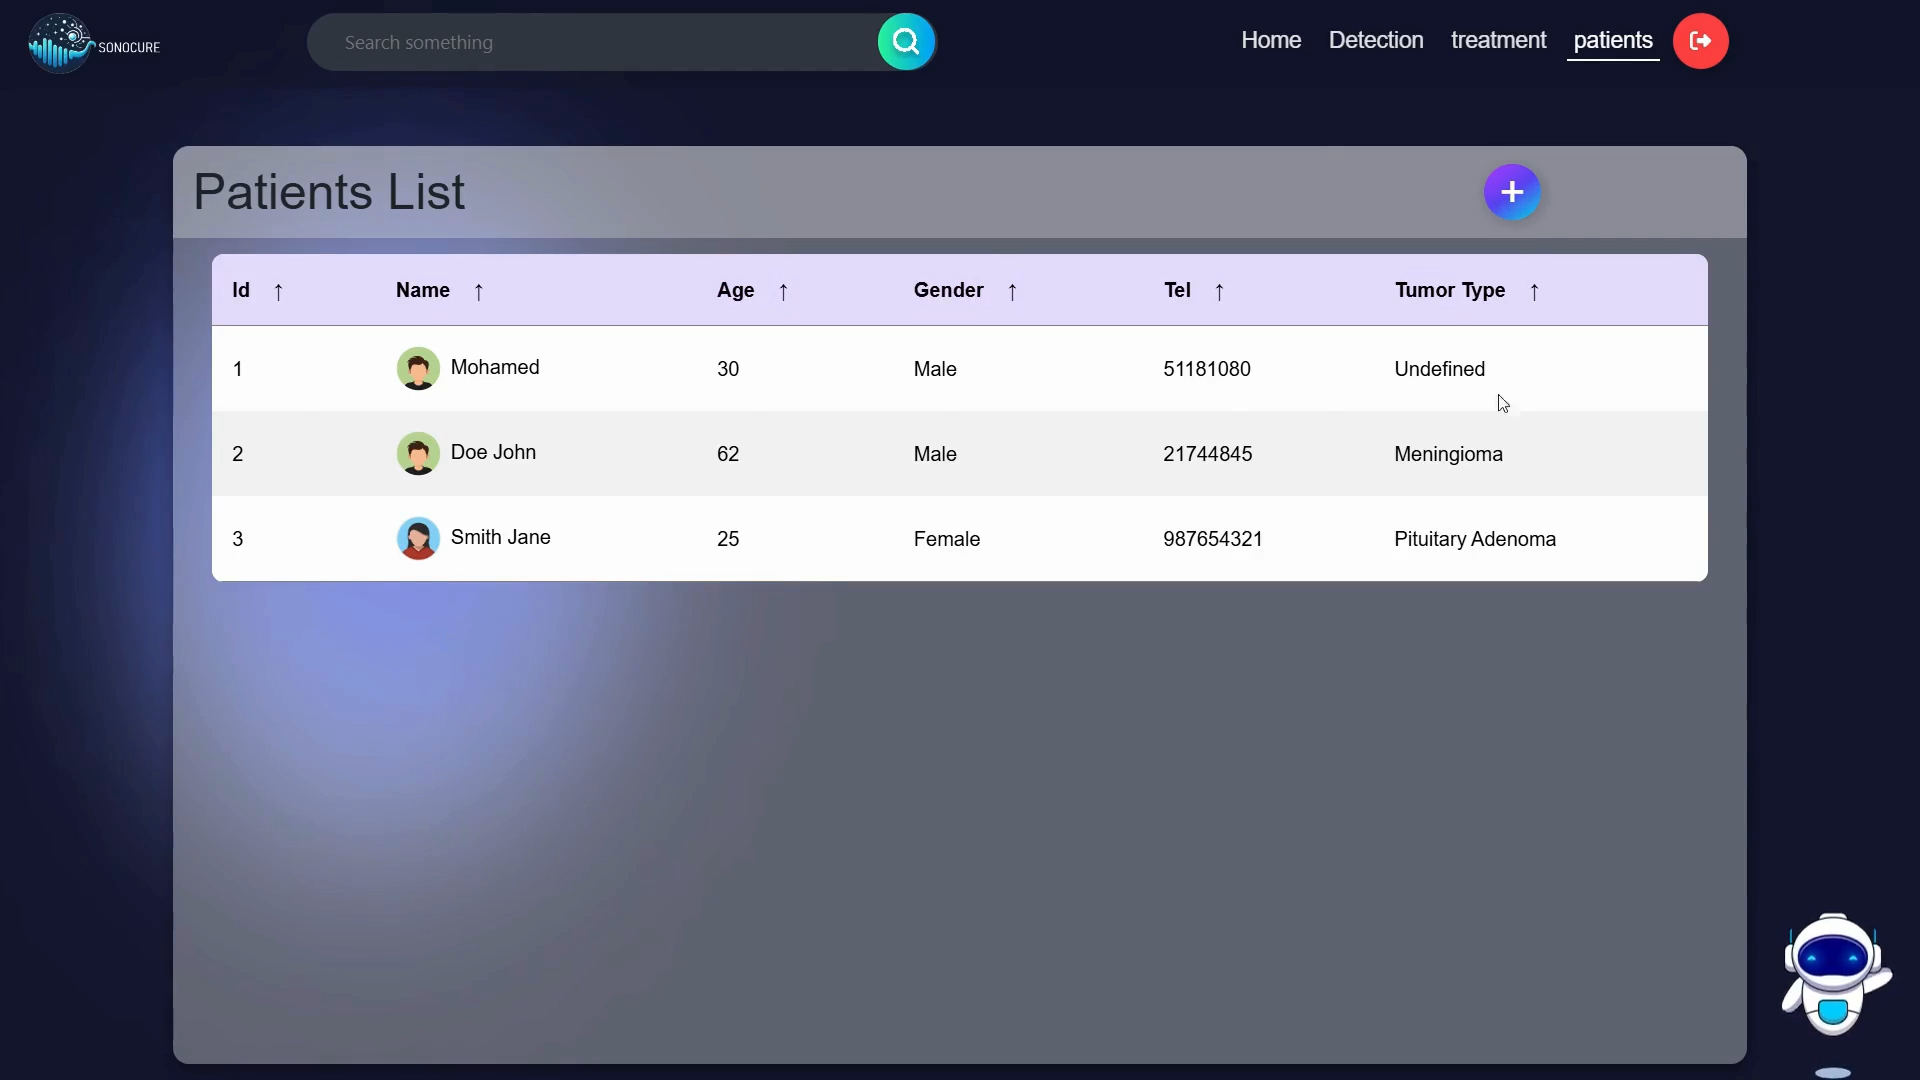 SONOCURE
Search something
Home Detection treatment patients
Patients List
Id ↑ Name ↑ Age ↑ Gender ↑ Tel ↑ Tumor Type ↑
1 Mohamed 30 Male 51181080 Undefined
2 Doe John 62 Male 21744845 Meningioma
3 Smith Jane 25 Female 987654321 Pituitary Adenoma